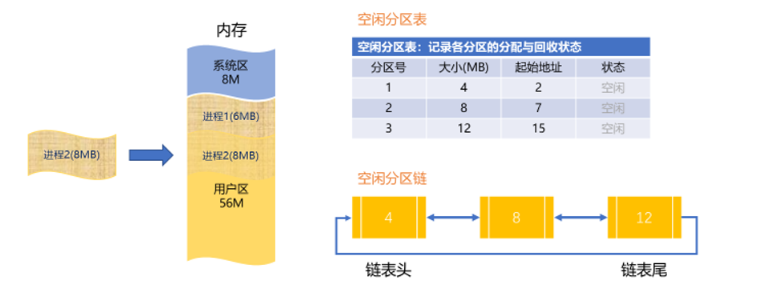 空闲分区表
内存
空闲分区表：记录各分区的分配与回收状态
分区号 大小(MB) 起始地址 状态
1 4 2 空闲
2 8 7 空闲
3 12 15 空闲
系统区
8M
进程1(6MB)
进程2(8MB)
进程2(8MB)
用户区
56M
空闲分区链
4 8 12
链表头 链表尾